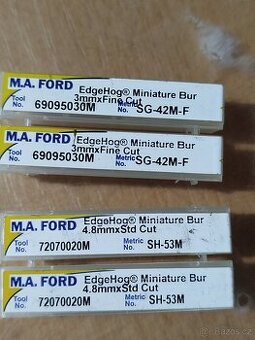 M.A. FORD EdgeHog® Miniature Bur
3mmxFine Cut
Tool No. 69095030M Metric No. SG-42M-F
M.A. FORD EdgeHog® Miniature Bur
3mmxFine Cut
Tool No. 69095030M Metric No. SG-42M-F
M.A. FORD EdgeHog® Miniature Bur
4.8mmxStd Cut
Tool No. 72070020M Metric No. SH-53M
M.A. FORD EdgeHog® Miniature Bur
4.8mmxStd Cut
Tool No. 72070020M Metric No. SH-53M